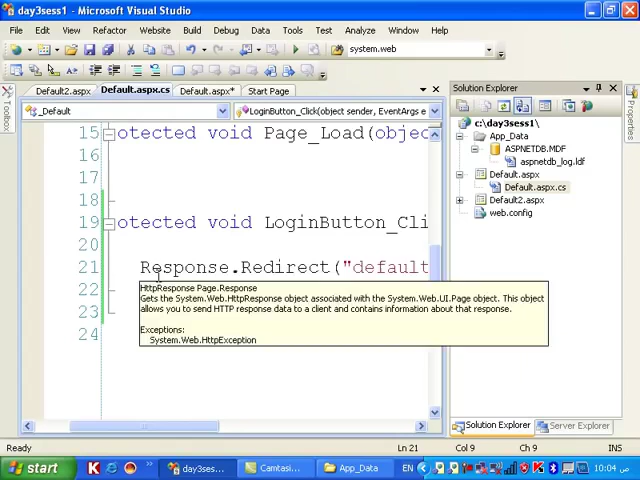 day3sess1 - Microsoft Visual Studio
File Edit View Refactor Website Build Debug Data Tools Test Analyze Window Help
system.web
Default2.aspx Default.aspx.cs Default.aspx* Start Page
Toolbox
_Default
LoginButton_Click(object sender, EventArgs e
15 otected void Page_Load(objec
16
17
18
19 otected void LoginButton_Cli
20
21 Response.Redirect("default
22
23
24
HttpResponse Page.Response
Gets the System.Web.HttpResponse object associated with the System.Web.UI.Page object. This object
allows you to send HTTP response data to a client and contains information about that response.
Exceptions:
System.Web.HttpException
Solution Explorer
c:\day3sess1\
App_Data
ASPNETDB.MDF
aspnetdb_log.ldf
Default.aspx
Default.aspx.cs
Default2.aspx
web.config
Properties
Solution Explorer Server Explorer
Ready Ln 21 Col 9 Ch 9 INS
start day3ses... Camtasi... App_Data EN 10:04 ص